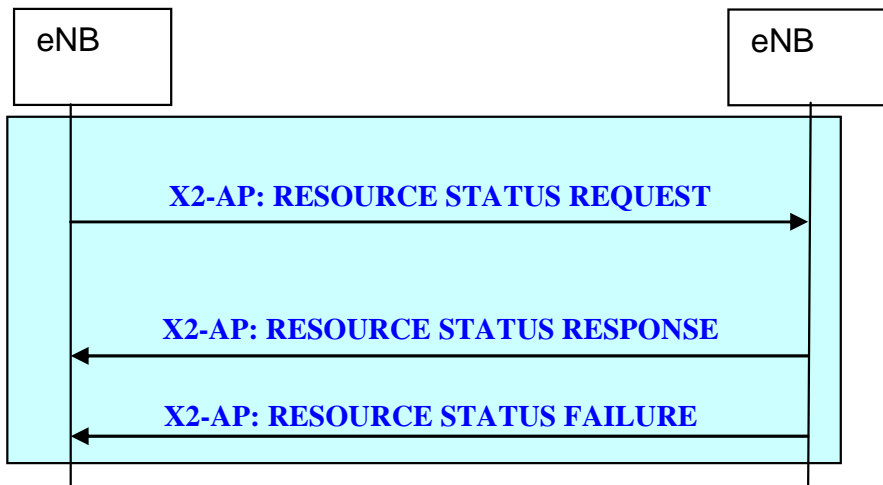 eNB
eNB
X2-AP: RESOURCE STATUS REQUEST
X2-AP: RESOURCE STATUS RESPONSE
X2-AP: RESOURCE STATUS FAILURE